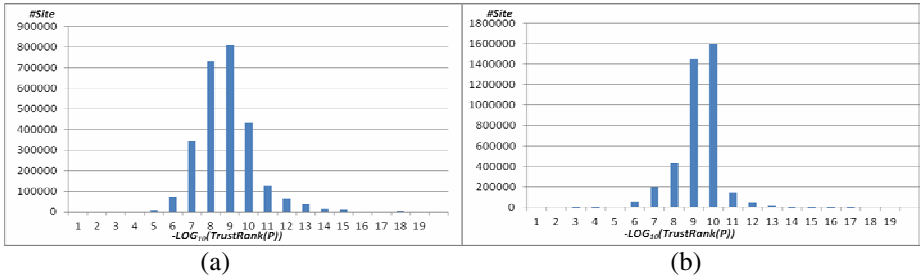 #Site
900000
800000
700000
600000
500000
400000
300000
200000
100000
0
1 2 3 4 5 6 7 8 9 10 11 12 13 14 15 16 17 18 19
-LOG₁₀(TrustRank(P))
(a)
#Site
1800000
1600000
1400000
1200000
1000000
800000
600000
400000
200000
0
1 2 3 4 5 6 7 8 9 10 11 12 13 14 15 16 17 18 19
-LOG₁₀(TrustRank(P))
(b)